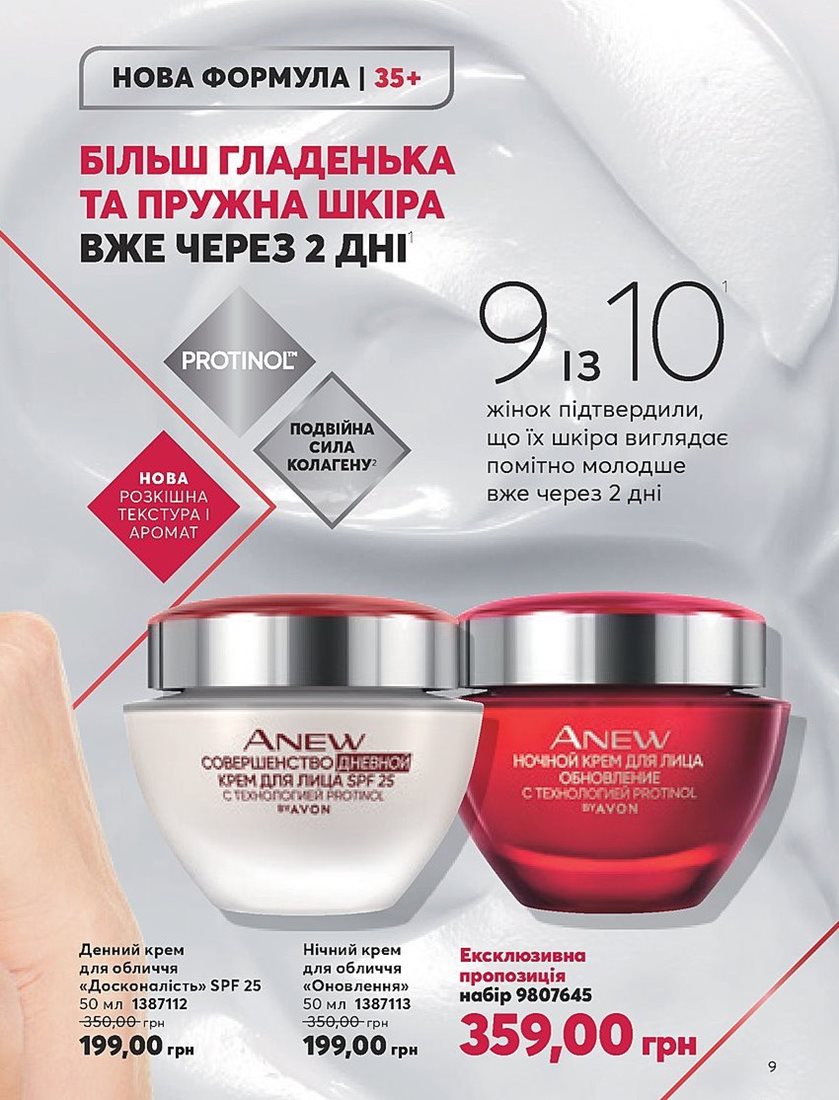 НОВА ФОРМУЛА | 35+
БІЛЬШ ГЛАДЕНЬКА
ТА ПРУЖНА ШКІРА
ВЖЕ ЧЕРЕЗ 2 ДНІ¹
9 із 10¹
жінок підтвердили,
що їх шкіра виглядає
помітно молодше
вже через 2 дні
PROTINOL™
ПОДВІЙНА
СИЛА
КОЛАГЕНУ²
НОВА
РОЗКІШНА
ТЕКСТУРА І
АРОМАТ
ANEW
СОВЕРШЕНСТВО ДНЕВНОЙ
КРЕМ ДЛЯ ЛИЦА SPF 25
С ТЕХНОЛОГИЕЙ PROTINOL
BY AVON
ANEW
НОЧНОЙ КРЕМ ДЛЯ ЛИЦА
ОБНОВЛЕНИЕ
С ТЕХНОЛОГИЕЙ PROTINOL
BY AVON
Денний крем
для обличчя
«Досконалість» SPF 25
50 мл 1387112
350,00 грн
199,00 грн
Нічний крем
для обличчя
«Оновлення»
50 мл 1387113
350,00 грн
199,00 грн
Ексклюзивна
пропозиція
набір 9807645
359,00 грн
9